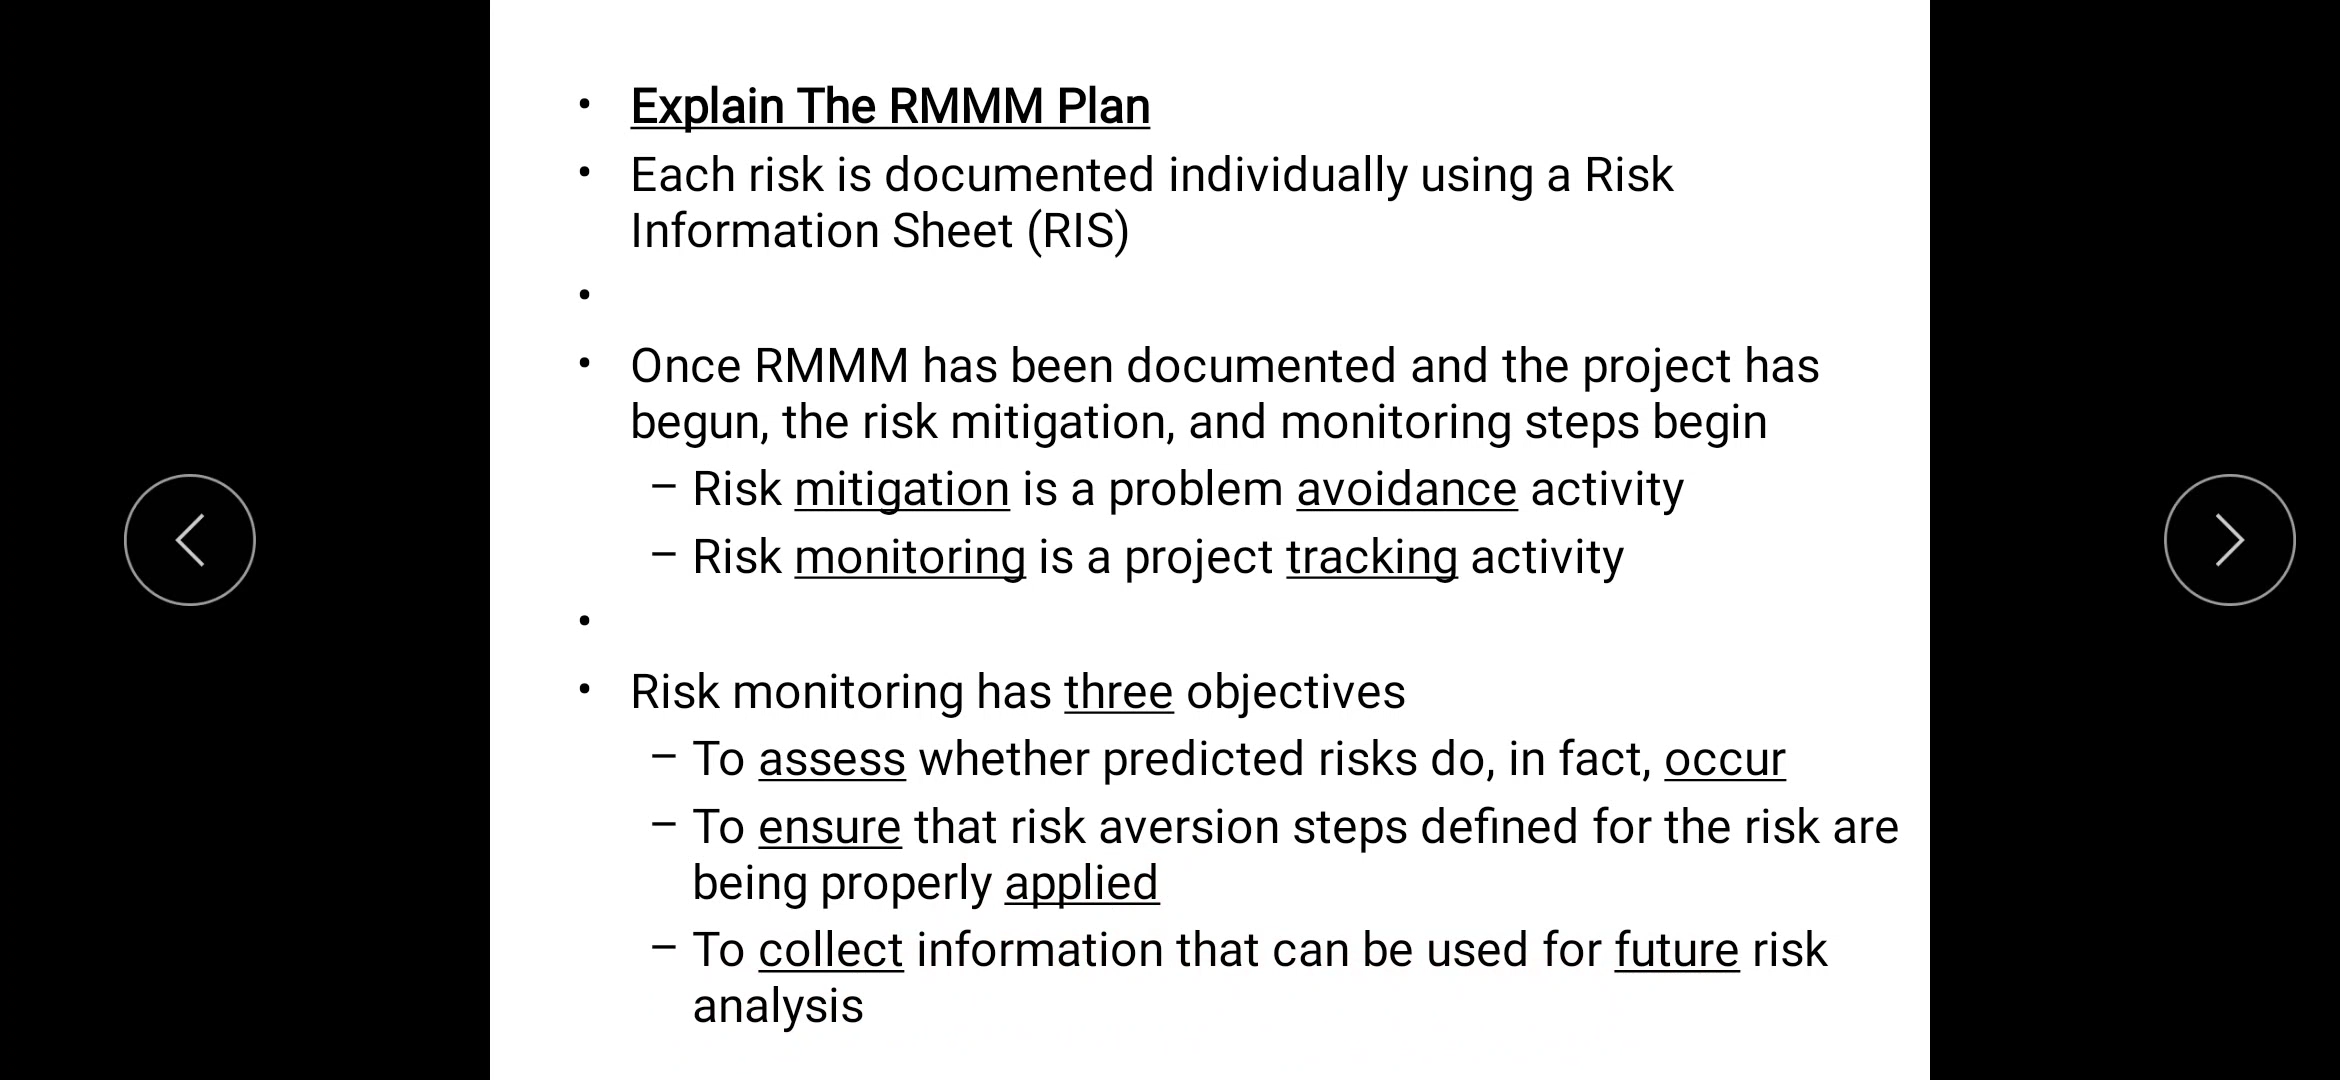 • Explain The RMMM Plan
• Each risk is documented individually using a Risk
Information Sheet (RIS)
•
• Once RMMM has been documented and the project has
begun, the risk mitigation, and monitoring steps begin
– Risk mitigation is a problem avoidance activity
– Risk monitoring is a project tracking activity
•
• Risk monitoring has three objectives
– To assess whether predicted risks do, in fact, occur
– To ensure that risk aversion steps defined for the risk are
being properly applied
– To collect information that can be used for future risk
analysis